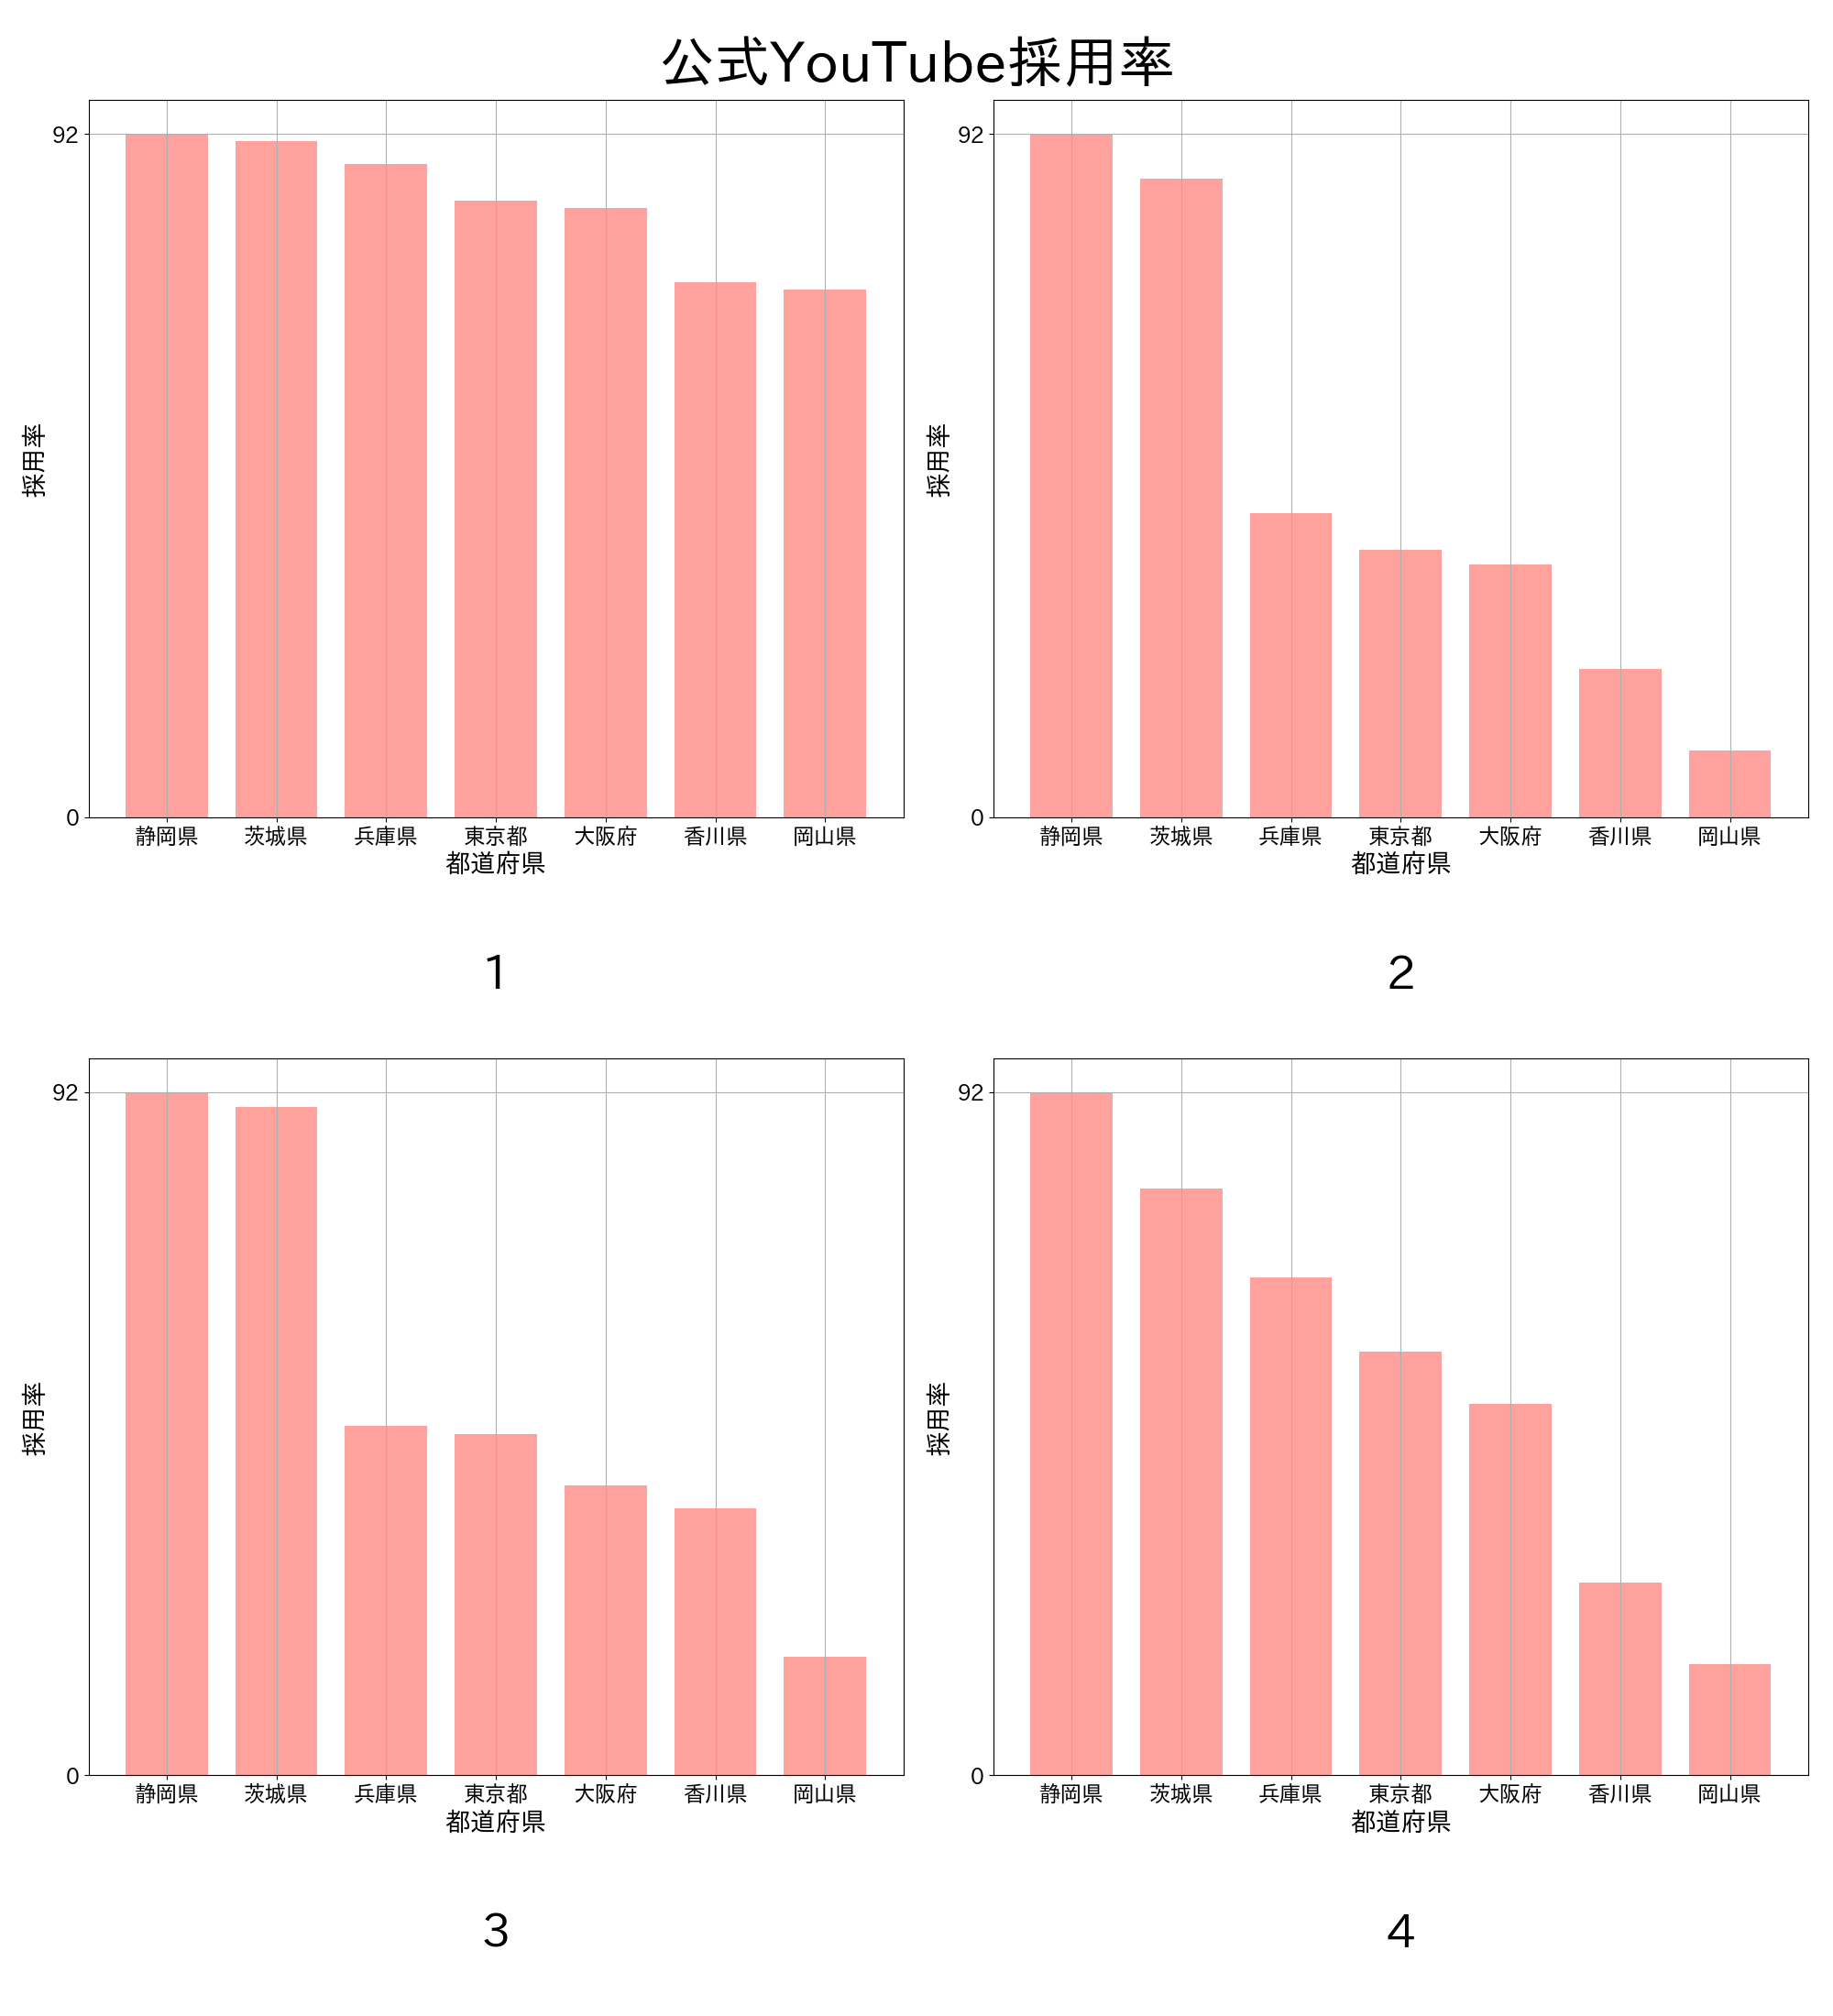 公式YouTube採用率
92
0
採用率
静岡県 茨城県 兵庫県 東京都 大阪府 香川県 岡山県
都道府県
1
92
0
採用率
静岡県 茨城県 兵庫県 東京都 大阪府 香川県 岡山県
都道府県
2
92
0
採用率
静岡県 茨城県 兵庫県 東京都 大阪府 香川県 岡山県
都道府県
3
92
0
採用率
静岡県 茨城県 兵庫県 東京都 大阪府 香川県 岡山県
都道府県
4